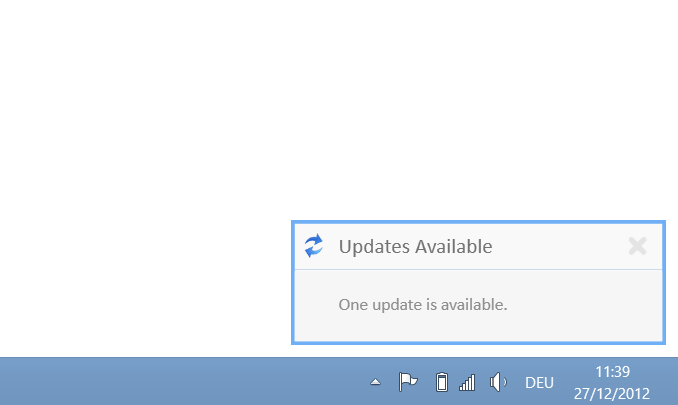 Updates Available
One update is available.
DEU
11:39
27/12/2012